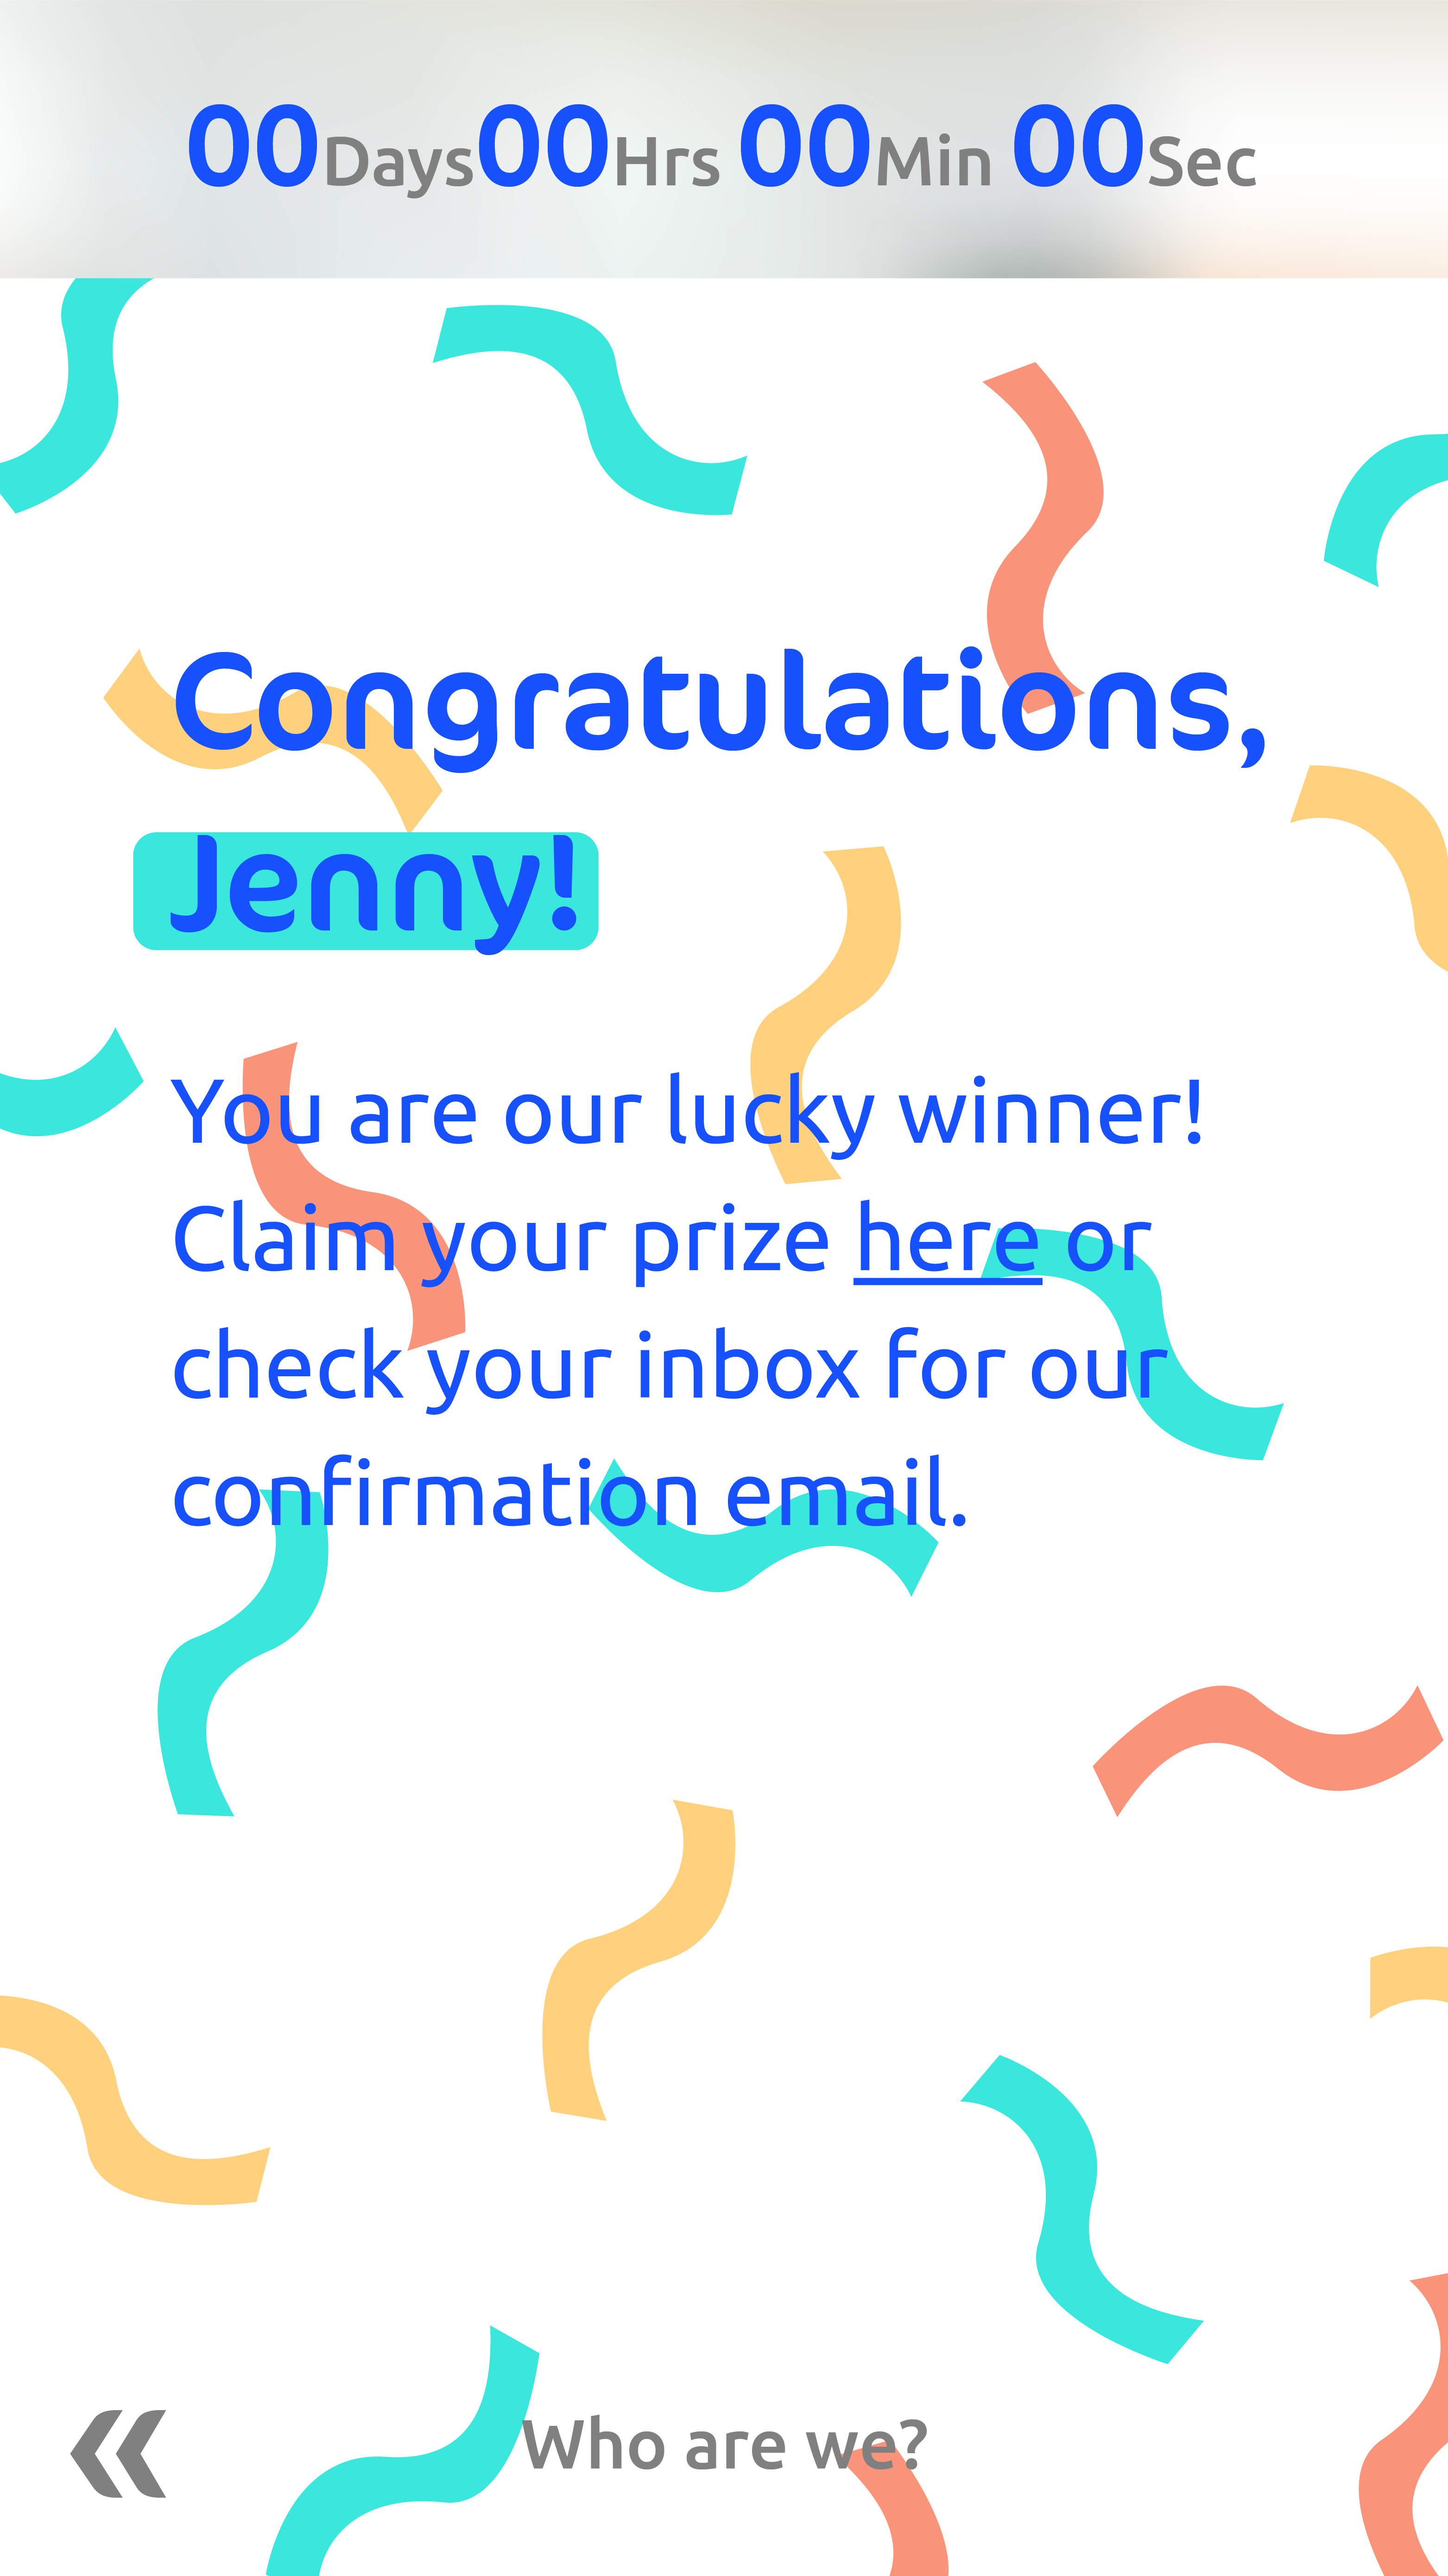 00Days00Hrs 00Min 00Sec
Congratulations,
Jenny!
You are our lucky winner!
Claim your prize here or
check your inbox for our
confirmation email.
Who are we?